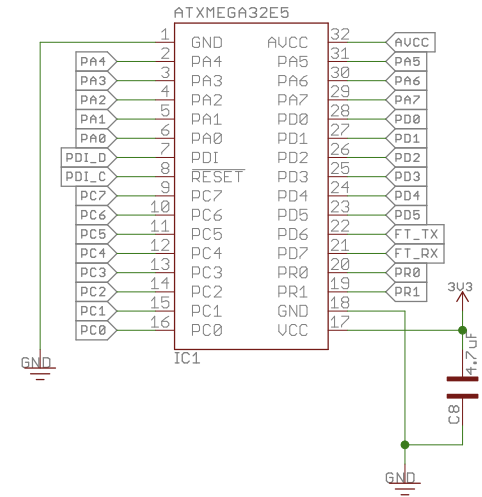 ATXMEGA32E5
1 GND AVCC 32 AVCC
PA4 2 PA4 PA5 31 PA5
PA3 3 PA3 PA6 30 PA6
PA2 4 PA2 PA7 29 PA7
PA1 5 PA1 PD0 28 PD0
PA0 6 PA0 PD1 27 PD1
PDI_D 7 PDI PD2 26 PD2
PDI_C 8 RESET PD3 25 PD3
PC7 9 PC7 PD4 24 PD4
PC6 10 PC6 PD5 23 PD5
PC5 11 PC5 PD6 22 FT_TX
PC4 12 PC4 PD7 21 FT_RX
PC3 13 PC3 PR0 20 PR0
PC2 14 PC2 PR1 19 PR1
PC1 15 PC1 GND 18
PC0 16 PC0 VCC 17
IC1
GND
3V3
4.7uF
C8
GND